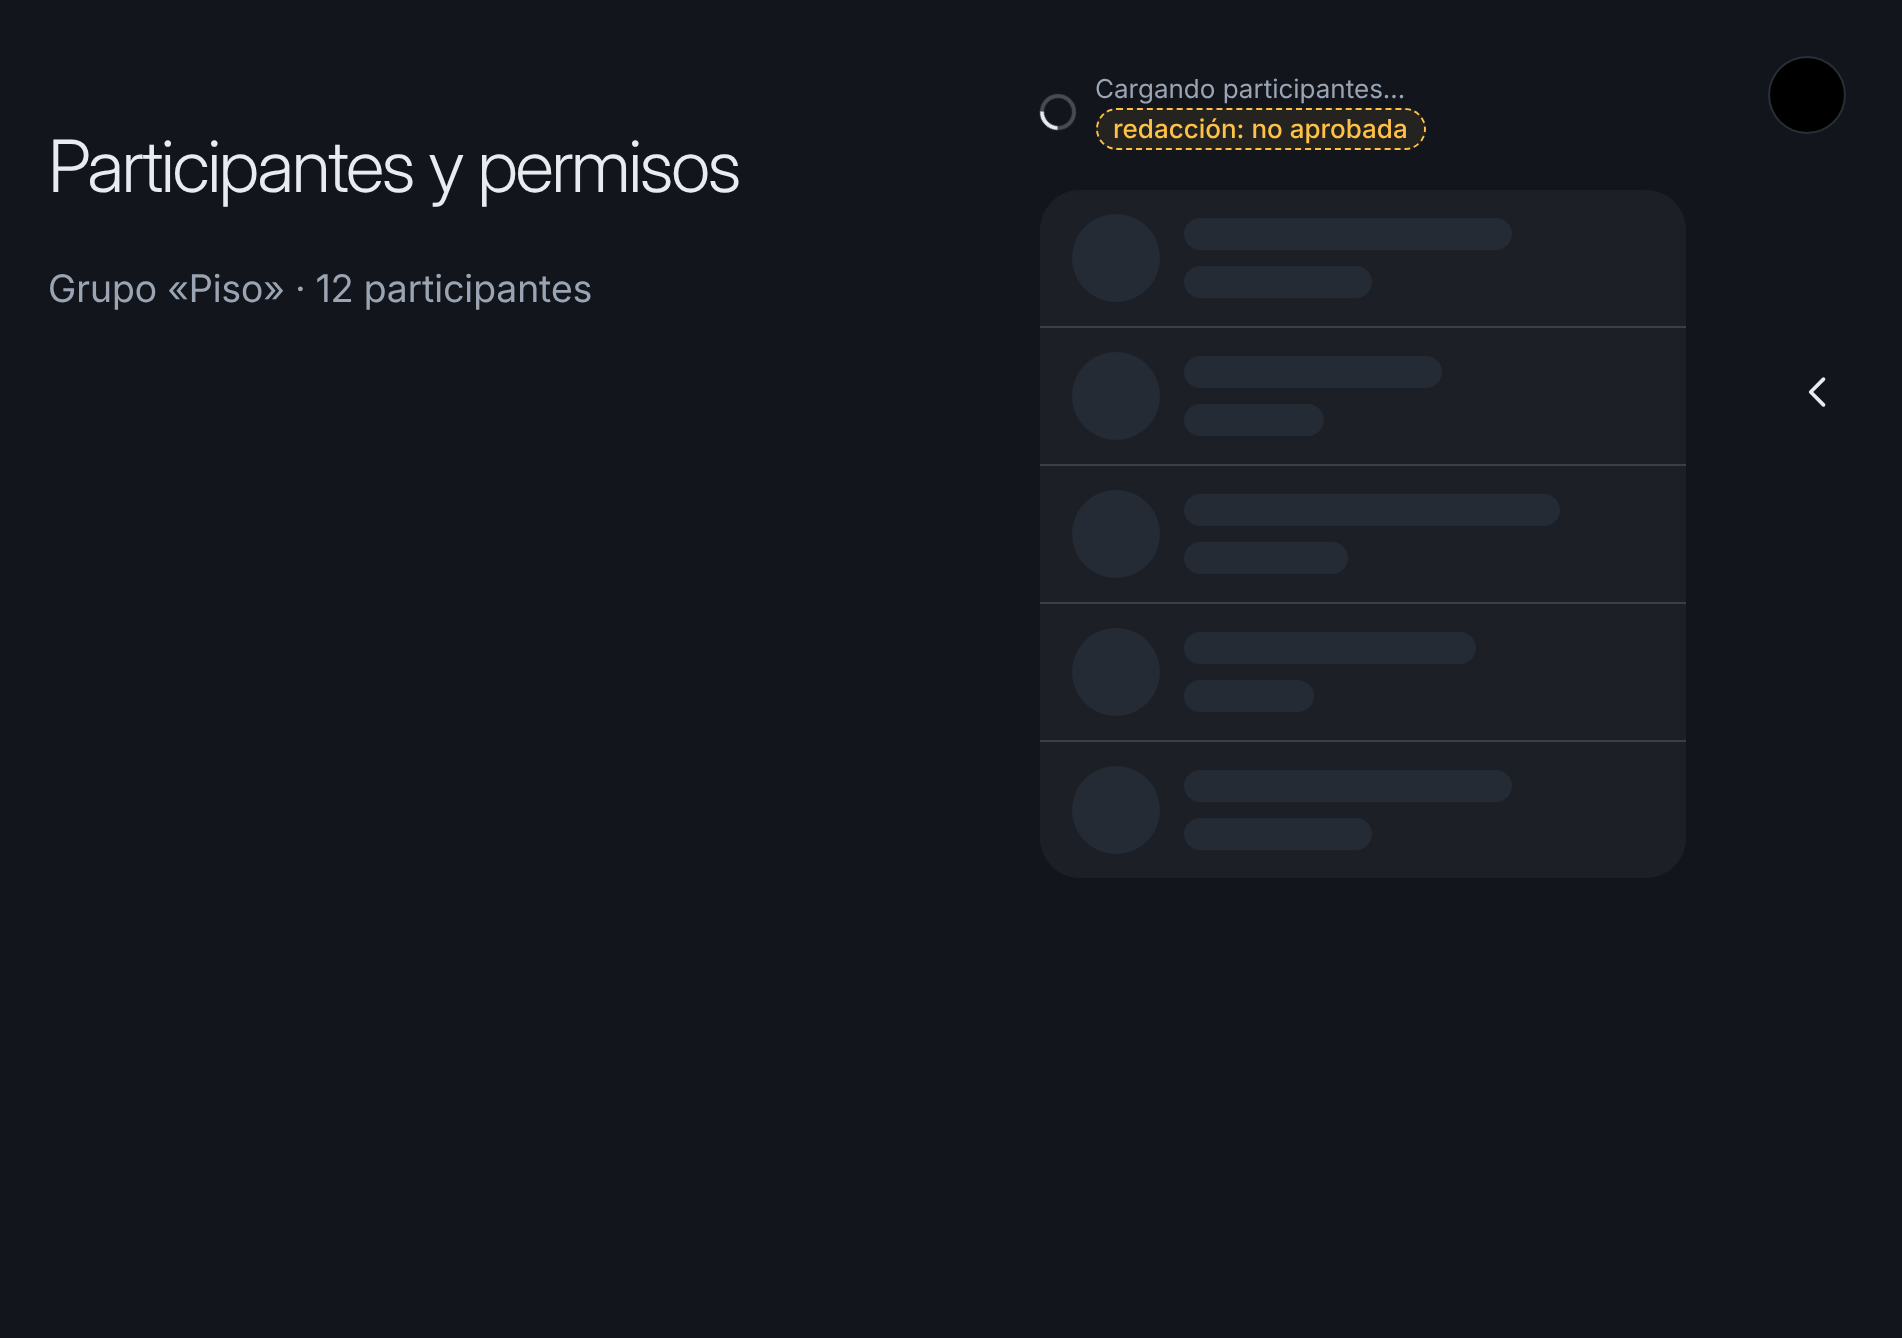 Participantes y permisos
Grupo «Piso» · 12 participantes
Cargando participantes…
redacción: no aprobada